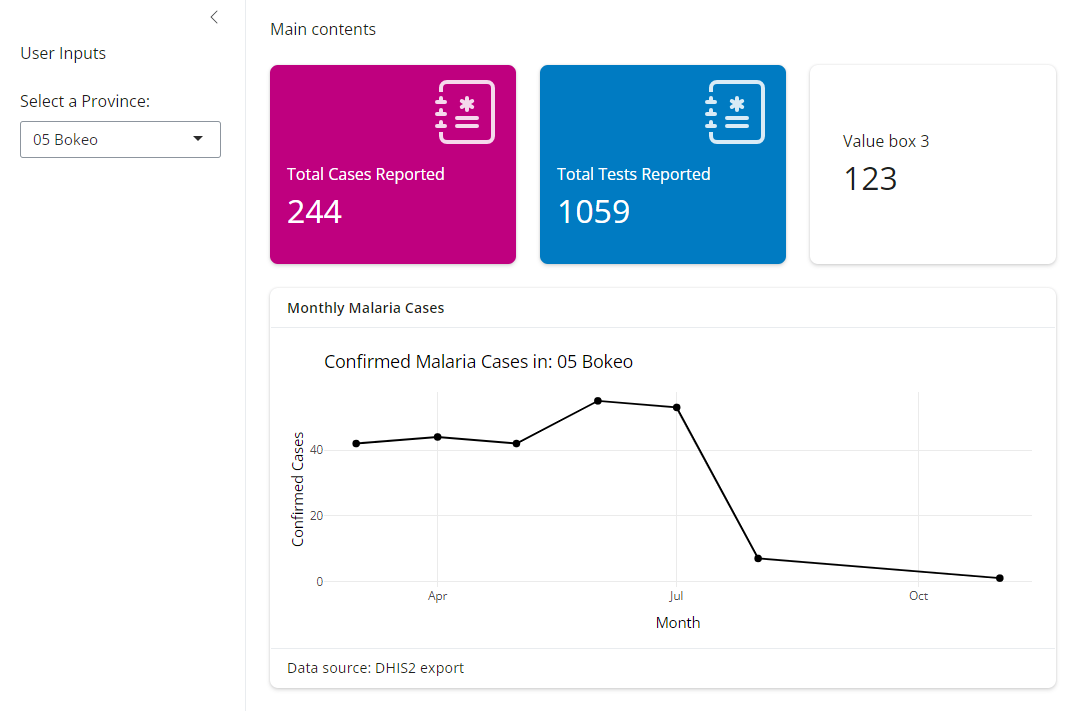 User Inputs
Select a Province:
05 Bokeo
Main contents
Total Cases Reported
244
Total Tests Reported
1059
Value box 3
123
Monthly Malaria Cases
Confirmed Malaria Cases in: 05 Bokeo
Confirmed Cases
40
20
0
Apr
Jul
Oct
Month
Data source: DHIS2 export